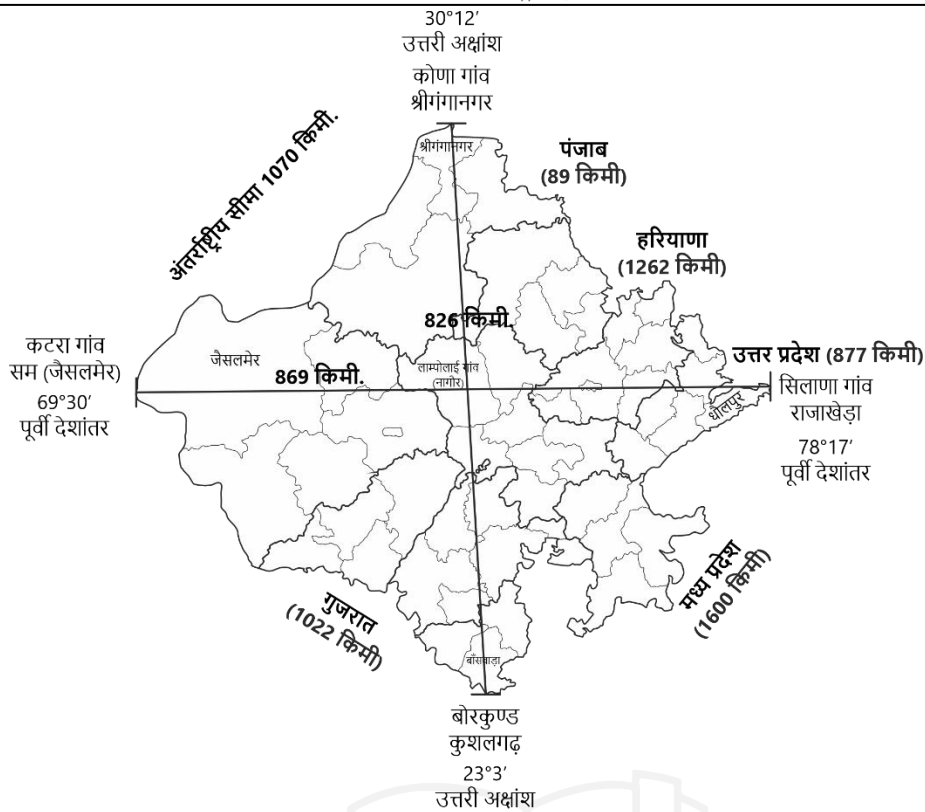 30°12′
उत्तरी अक्षांश
कोणा गांव
श्रीगंगानगर
श्रीगंगानगर
पंजाब
(89 किमी)
अंतर्राष्ट्रीय सीमा 1070 किमी.
हरियाणा
(1262 किमी)
826 किमी.
कटरा गांव
सम (जैसलमेर)
69°30′
पूर्वी देशांतर
जैसलमेर
869 किमी.
लाम्पोलाई गांव
(नागौर)
उत्तर प्रदेश (877 किमी)
धौलपुर
सिलाणा गांव
राजाखेड़ा
78°17′
पूर्वी देशांतर
मध्य प्रदेश
(1600 किमी)
गुजरात
(1022 किमी)
बाँसवाड़ा
बोरकुण्ड
कुशलगढ़
23°3′
उत्तरी अक्षांश